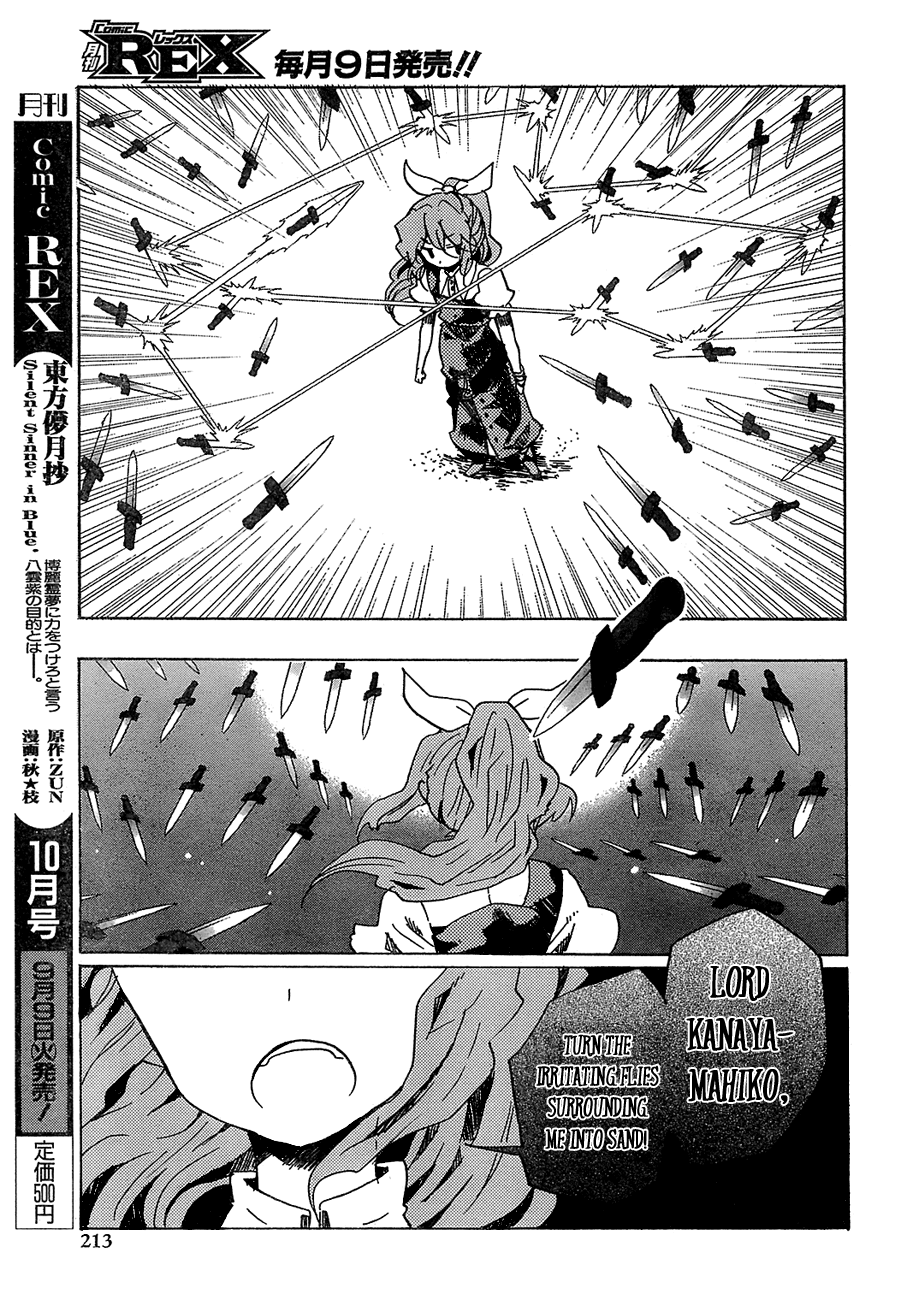 Comic
月刊
REX
レックス
毎月9日発売!!
月刊
Comic REX
東方儚月抄
Silent Sinner in Blue.
博麗霊夢に力をつけろと言う
八雲紫の目的とは――。
原作:ZUN
漫画:秋★枝
10月号
9月9日㊋発売!
定価500円
LORD
KANAYA-
MAHIKO,
TURN THE
IRRITATING FLIES
SURROUNDING
ME INTO SAND!
213